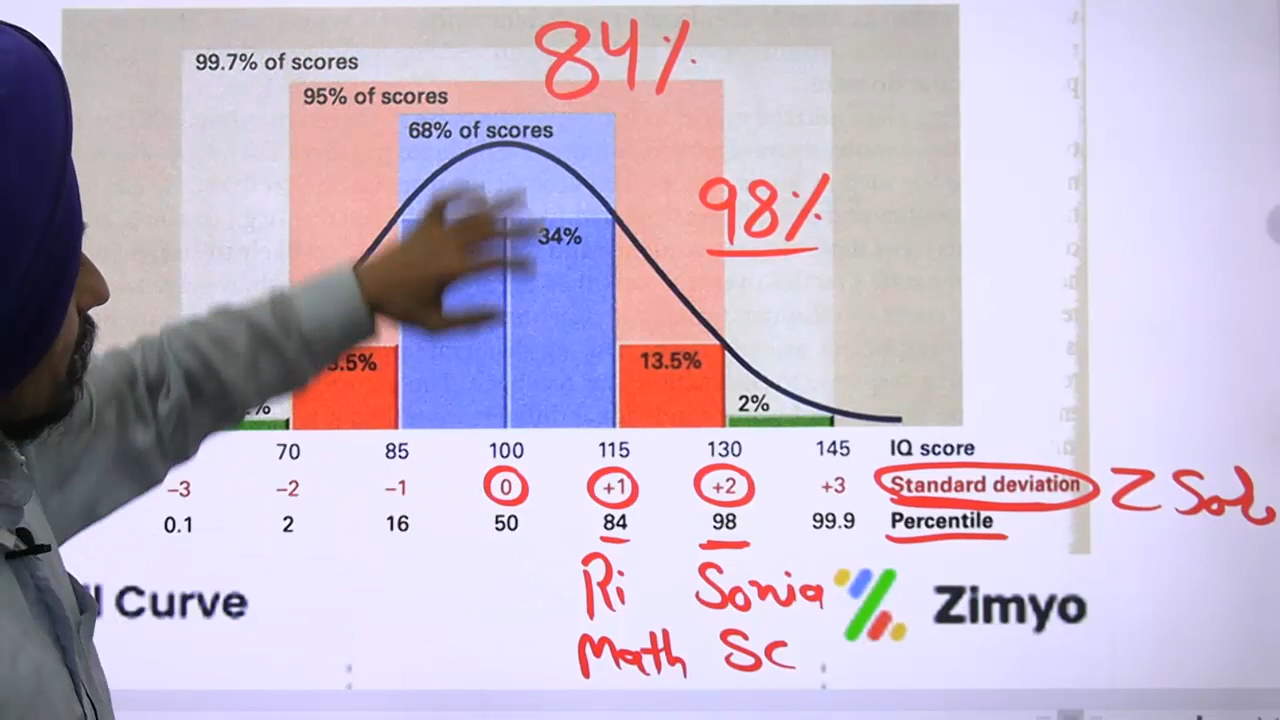 99.7% of scores
84%
95% of scores
68% of scores
98%
34%
13.5%
2%
70 85 100 115 130 145 IQ score
-3 -2 -1 0 +1 +2 +3 Standard deviation Z
0.1 2 16 50 84 98 99.9 Percentile
Ri Sonia
Curve Zimyo
Math SC